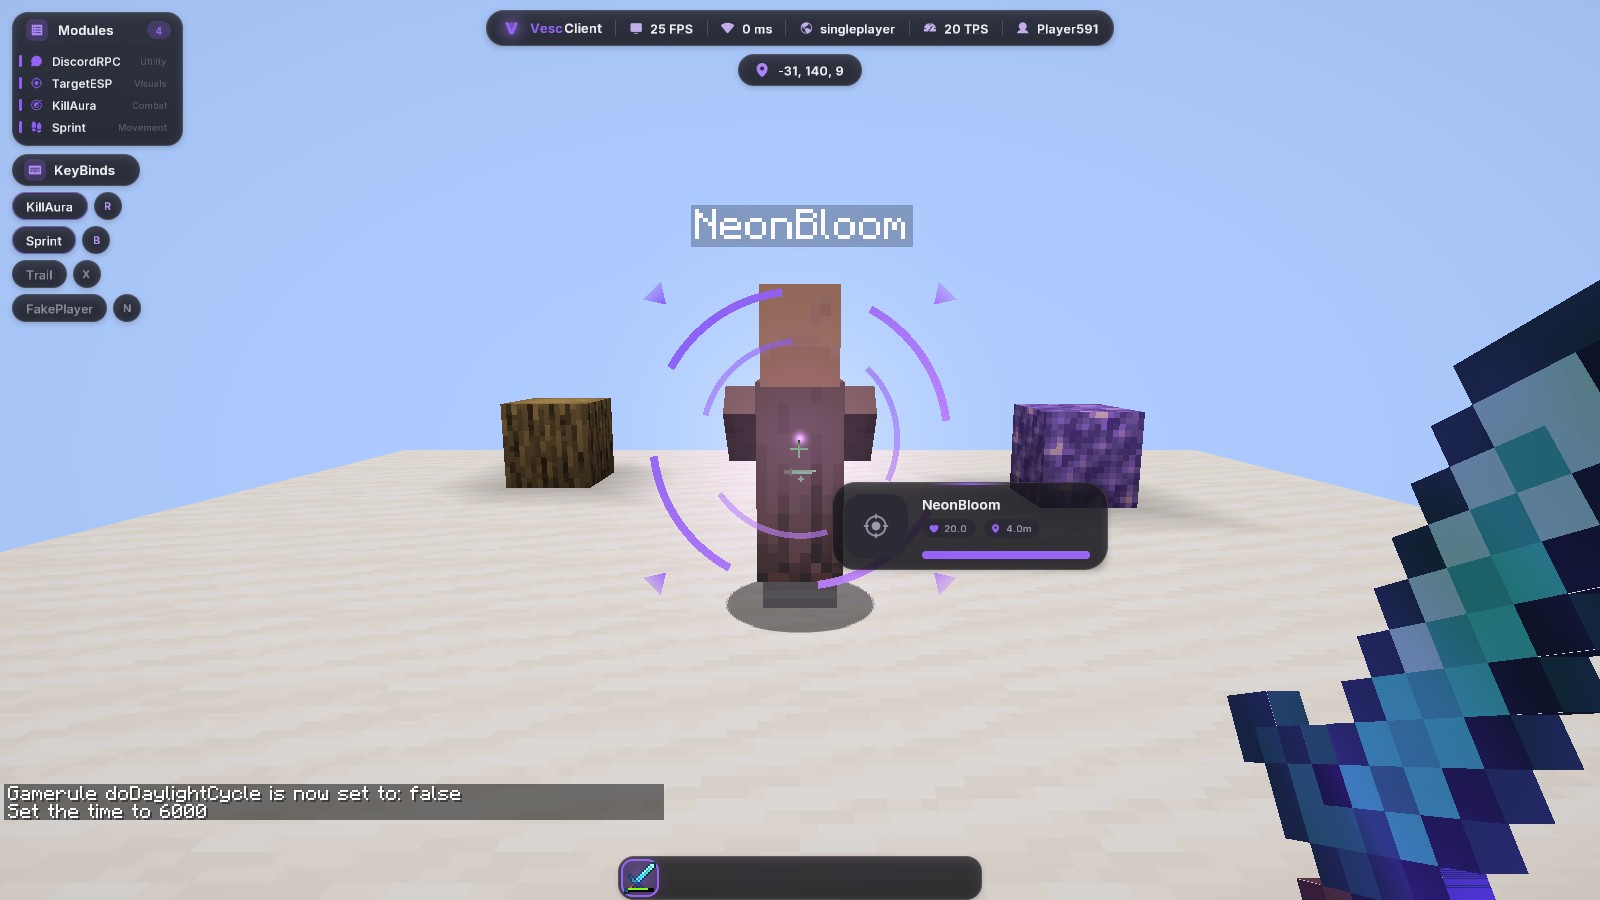 Modules 4
DiscordRPC Utility
TargetESP Visuals
KillAura Combat
Sprint Movement
KeyBinds
KillAura R
Sprint B
Trail X
FakePlayer N
V VescClient 25 FPS 0 ms singleplayer 20 TPS Player591
-31, 140, 9
NeonBloom
NeonBloom
20.0 4.0m
Gamerule doDaylightCycle is now set to: false
Set the time to 6000